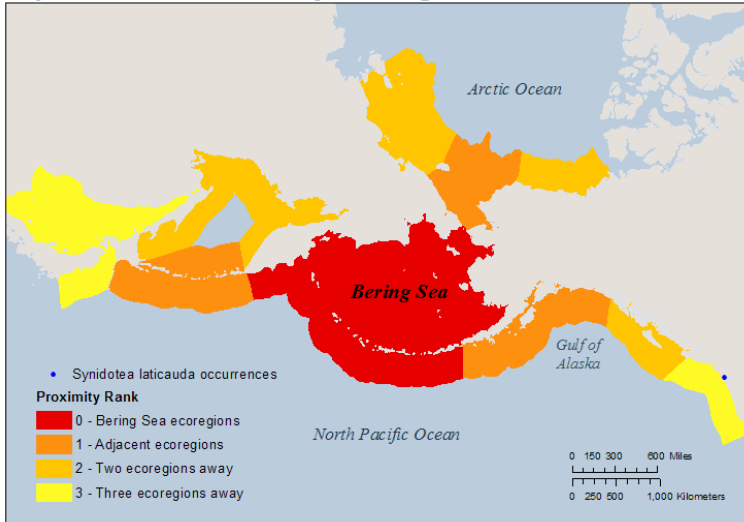 Arctic Ocean
Bering Sea
Gulf of
Alaska
Synidotea laticauda occurrences
Proximity Rank
0 - Bering Sea ecoregions
1 - Adjacent ecoregions
2 - Two ecoregions away
3 - Three ecoregions away
North Pacific Ocean
0 150 300 600 Miles
0 250 500 1,000 Kilometers